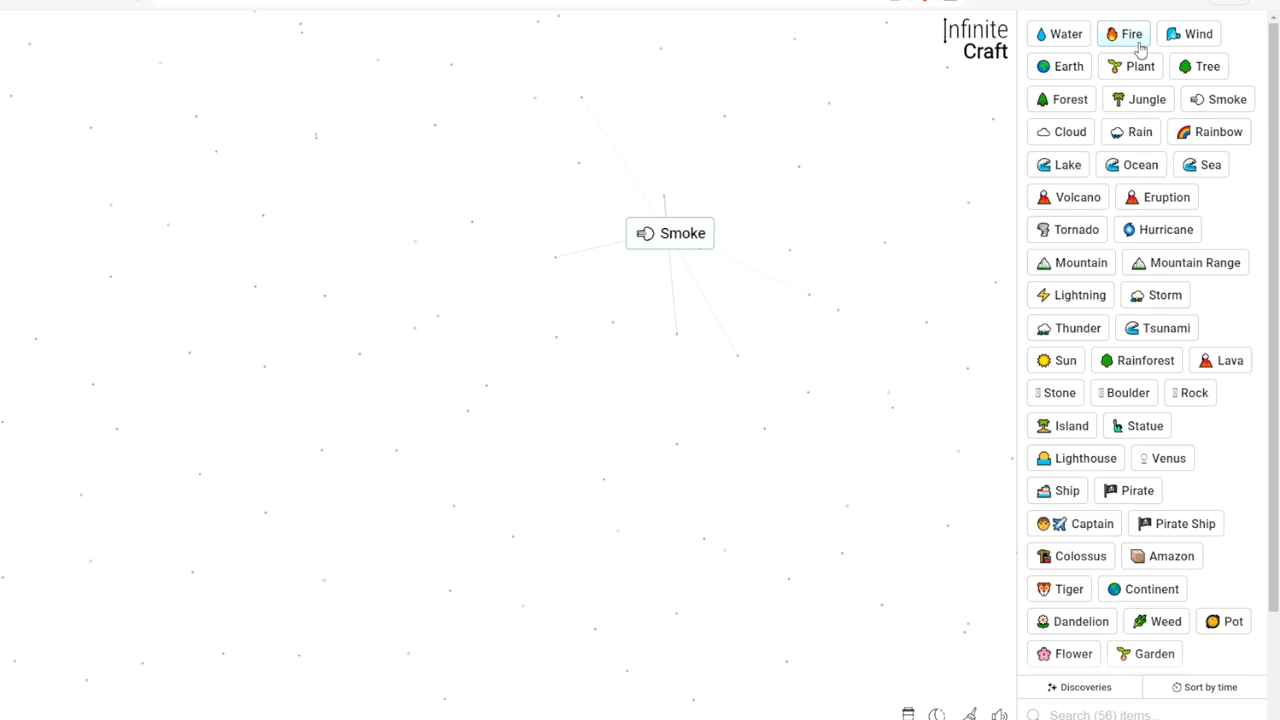 Infinite
Craft
Smoke
Water Fire Wind
Earth Plant Tree
Forest Jungle Smoke
Cloud Rain Rainbow
Lake Ocean Sea
Volcano Eruption
Tornado Hurricane
Mountain Mountain Range
Lightning Storm
Thunder Tsunami
Sun Rainforest Lava
Stone Boulder Rock
Island Statue
Lighthouse Venus
Ship Pirate
Captain Pirate Ship
Colossus Amazon
Tiger Continent
Dandelion Weed Pot
Flower Garden
Discoveries Sort by time
Search (56) items...